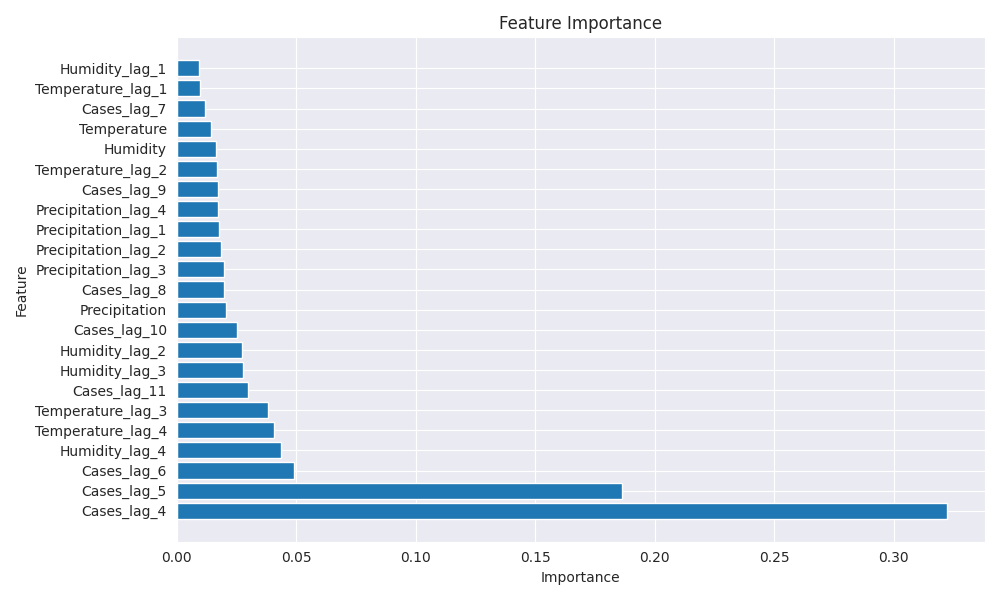 Feature Importance
Feature
Humidity_lag_1
Temperature_lag_1
Cases_lag_7
Temperature
Humidity
Temperature_lag_2
Cases_lag_9
Precipitation_lag_4
Precipitation_lag_1
Precipitation_lag_2
Precipitation_lag_3
Cases_lag_8
Precipitation
Cases_lag_10
Humidity_lag_2
Humidity_lag_3
Cases_lag_11
Temperature_lag_3
Temperature_lag_4
Humidity_lag_4
Cases_lag_6
Cases_lag_5
Cases_lag_4
0.00 0.05 0.10 0.15 0.20 0.25 0.30
Importance